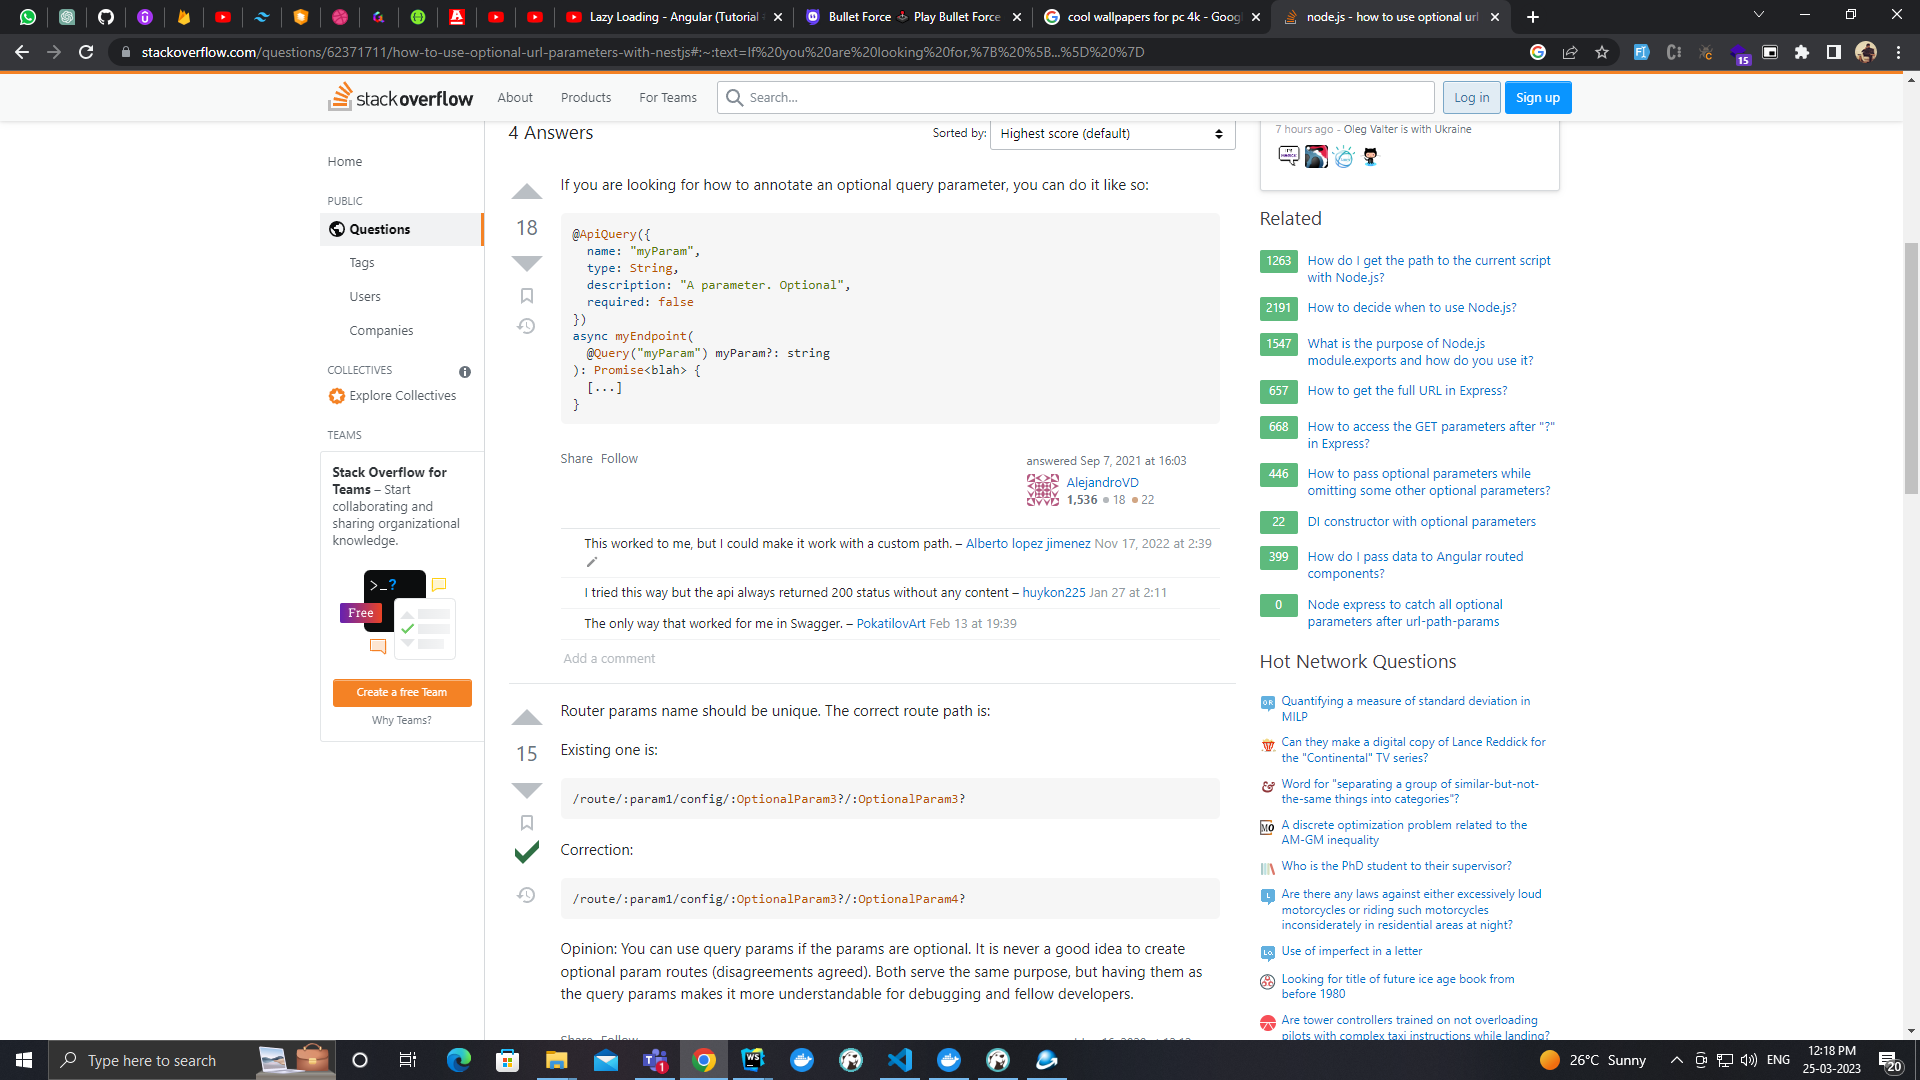 Lazy Loading - Angular (Tutorial
Bullet Force
Play Bullet Force
cool wallpapers for pc 4k - Goog
node.js - how to use optional url
stackoverflow.com/questions/62371711/how-to-use-optional-url-parameters-with-nestjs#:~:text=If%20you%20are%20looking%20for,%7B%20%5B...%5D%20%7D
15
stackoverflow
About
Products
For Teams
Search...
Log in
Sign up
Home
PUBLIC
Questions
Tags
Users
Companies
COLLECTIVES
Explore Collectives
TEAMS
Stack Overflow for
Teams – Start
collaborating and
sharing organizational
knowledge.
>_?
Free
Create a free Team
Why Teams?
4 Answers
Sorted by:
Highest score (default)
18
If you are looking for how to annotate an optional query parameter, you can do it like so:
@ApiQuery({
name: "myParam",
type: String,
description: "A parameter. Optional",
required: false
})
async myEndpoint(
@Query("myParam") myParam?: string
): Promise<blah> {
[...]
}
Share Follow
answered Sep 7, 2021 at 16:03
AlejandroVD
1,536 18 22
This worked to me, but I could make it work with a custom path. – Alberto lopez jimenez Nov 17, 2022 at 2:39
I tried this way but the api always returned 200 status without any content – huykon225 Jan 27 at 2:11
The only way that worked for me in Swagger. – PokatilovArt Feb 13 at 19:39
Add a comment
15
Router params name should be unique. The correct route path is:
Existing one is:
/route/:param1/config/:OptionalParam3?/:OptionalParam3?
Correction:
/route/:param1/config/:OptionalParam3?/:OptionalParam4?
Opinion: You can use query params if the params are optional. It is never a good idea to create
optional param routes (disagreements agreed). Both serve the same purpose, but having them as
the query params makes it more understandable for debugging and fellow developers.
Share Follow
7 hours ago - Oleg Valter is with Ukraine
Related
1263 How do I get the path to the current script
with Node.js?
2191 How to decide when to use Node.js?
1547 What is the purpose of Node.js
module.exports and how do you use it?
657 How to get the full URL in Express?
668 How to access the GET parameters after "?"
in Express?
446 How to pass optional parameters while
omitting some other optional parameters?
22 DI constructor with optional parameters
399 How do I pass data to Angular routed
components?
0 Node express to catch all optional
parameters after url-path-params
Hot Network Questions
Quantifying a measure of standard deviation in
MILP
Can they make a digital copy of Lance Reddick for
the "Continental" TV series?
Word for "separating a group of similar-but-not-
the-same things into categories"?
A discrete optimization problem related to the
AM-GM inequality
Who is the PhD student to their supervisor?
Are there any laws against either excessively loud
motorcycles or riding such motorcycles
inconsiderately in residential areas at night?
Use of imperfect in a letter
Looking for title of future ice age book from
before 1980
Are tower controllers trained on not overloading
pilots with complex taxi instructions while landing?
Type here to search
26°C Sunny
ENG
12:18 PM
25-03-2023
20